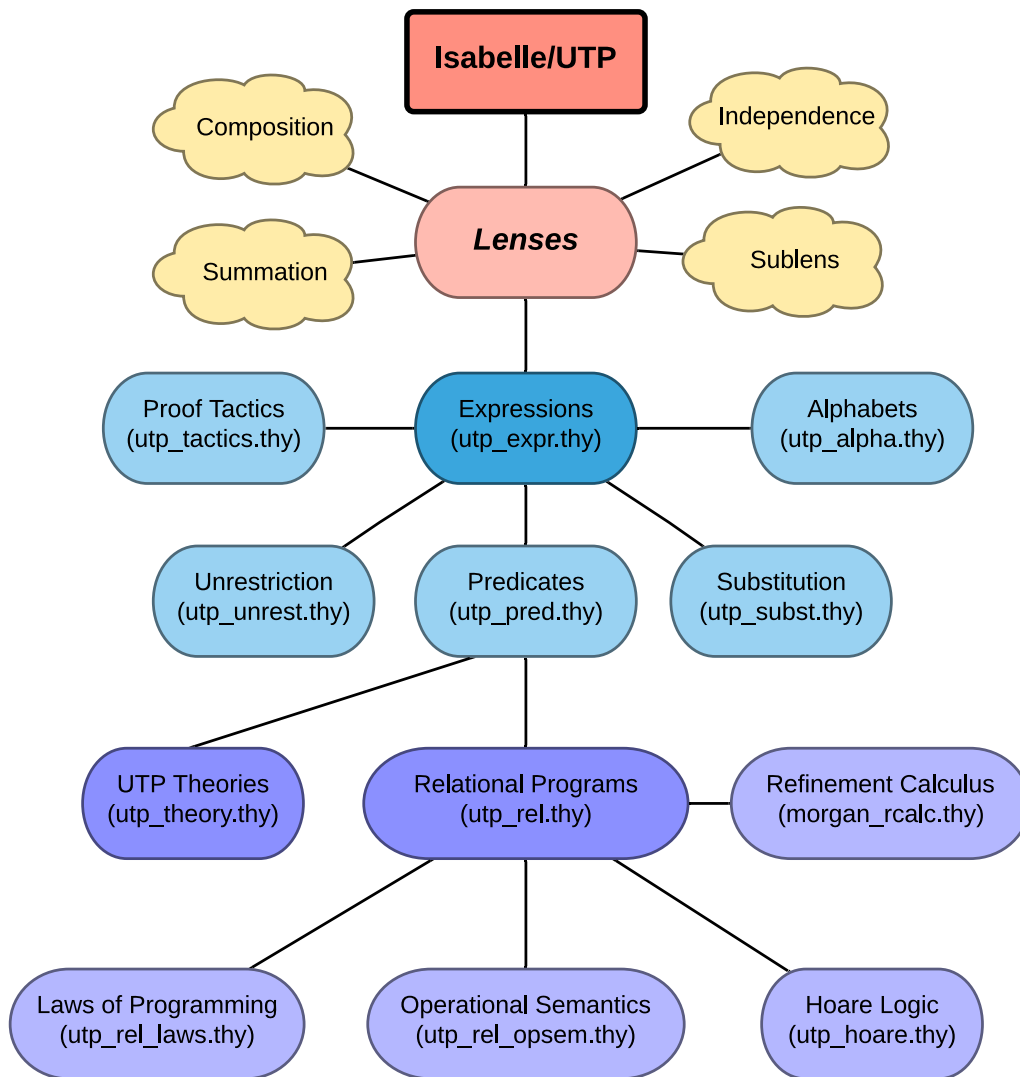 Isabelle/UTP
Composition
Independence
Lenses
Summation
Sublens
Proof Tactics
(utp_tactics.thy)
Expressions
(utp_expr.thy)
Alphabets
(utp_alpha.thy)
Unrestriction
(utp_unrest.thy)
Predicates
(utp_pred.thy)
Substitution
(utp_subst.thy)
UTP Theories
(utp_theory.thy)
Relational Programs
(utp_rel.thy)
Refinement Calculus
(morgan_rcalc.thy)
Laws of Programming
(utp_rel_laws.thy)
Operational Semantics
(utp_rel_opsem.thy)
Hoare Logic
(utp_hoare.thy)